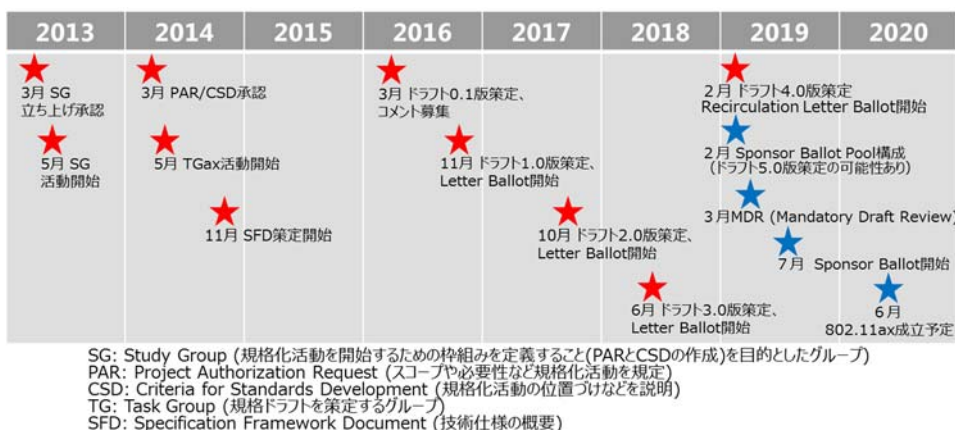 2013 2014 2015 2016 2017 2018 2019 2020
3月 SG
立ち上げ承認
5月 SG
活動開始
3月 PAR/CSD承認
5月 TGax活動開始
11月 SFD策定開始
3月 ドラフト0.1版策定、
コメント募集
11月 ドラフト1.0版策定、
Letter Ballot開始
10月 ドラフト2.0版策定、
Letter Ballot開始
6月 ドラフト3.0版策定、
Letter Ballot開始
2月 ドラフト4.0版策定
Recirculation Letter Ballot開始
2月 Sponsor Ballot Pool構成
(ドラフト5.0版策定の可能性あり)
3月MDR (Mandatory Draft Review)
7月 Sponsor Ballot開始
6月
802.11ax成立予定
SG: Study Group (規格化活動を開始するための枠組みを定義すること(PARとCSDの作成)を目的としたグループ)
PAR: Project Authorization Request (スコープや必要性など規格化活動を規定)
CSD: Criteria for Standards Development (規格化活動の位置づけなどを説明)
TG: Task Group (規格ドラフトを策定するグループ)
SFD: Specification Framework Document (技術仕様の概要)